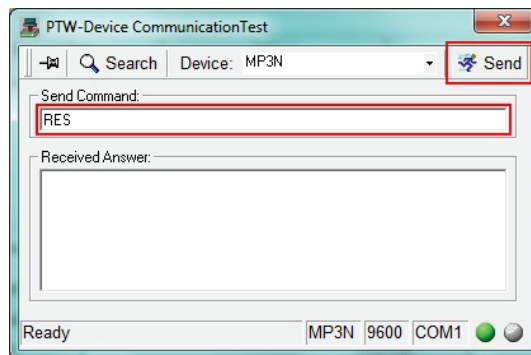 PTW-Device CommunicationTest
Search Device: MP3N Send
Send Command:
RES
Received Answer:
Ready MP3N 9600 COM1